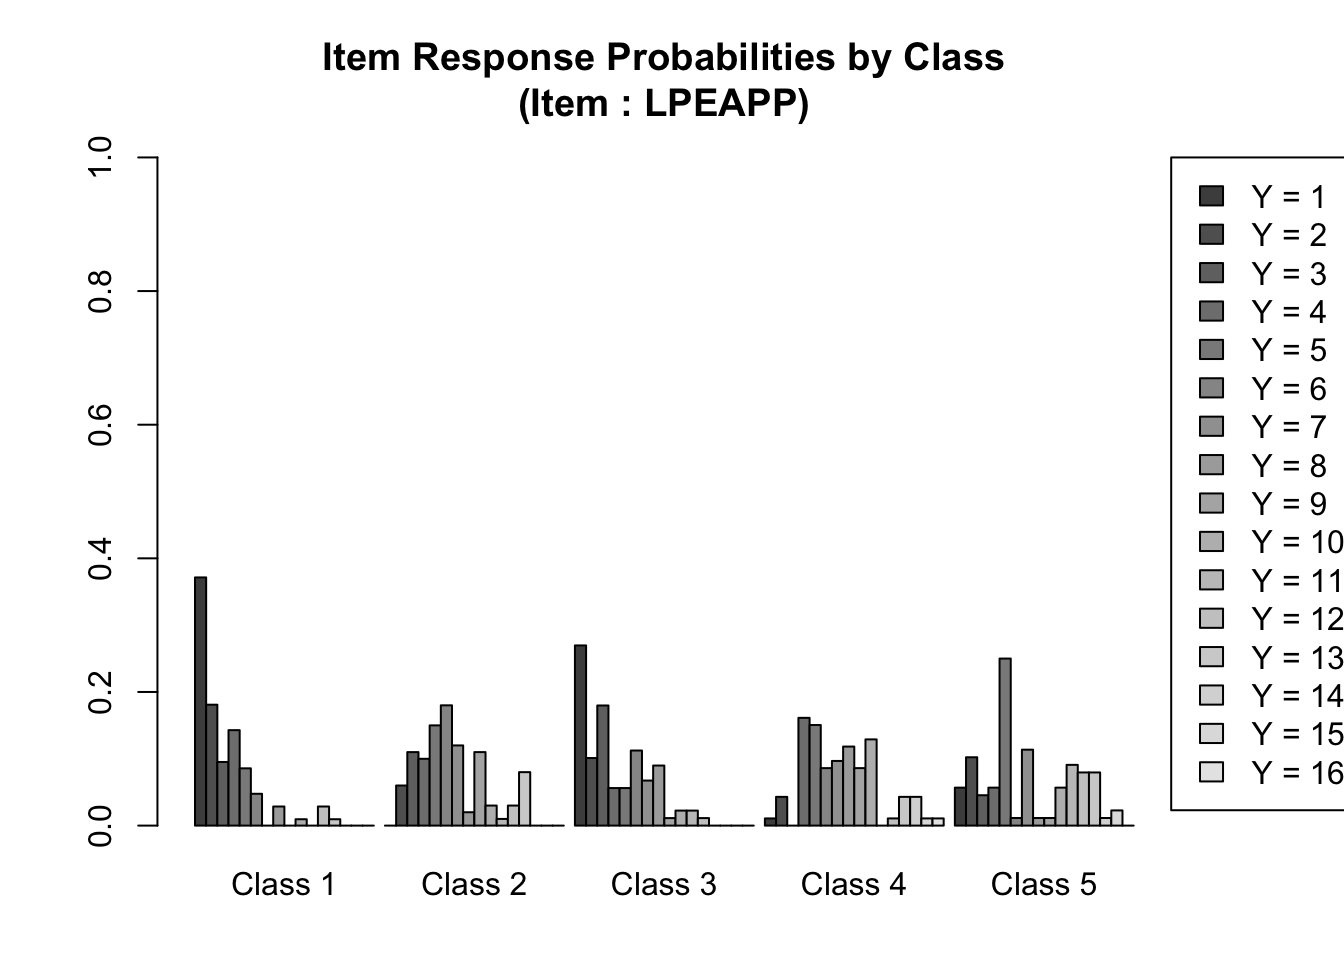 Item Response Probabilities by Class
(Item : LPEAPP)
1.0
0.8
0.6
0.4
0.2
0.0
Class 1
Class 2
Class 3
Class 4
Class 5
Y = 1
Y = 2
Y = 3
Y = 4
Y = 5
Y = 6
Y = 7
Y = 8
Y = 9
Y = 10
Y = 11
Y = 12
Y = 13
Y = 14
Y = 15
Y = 16